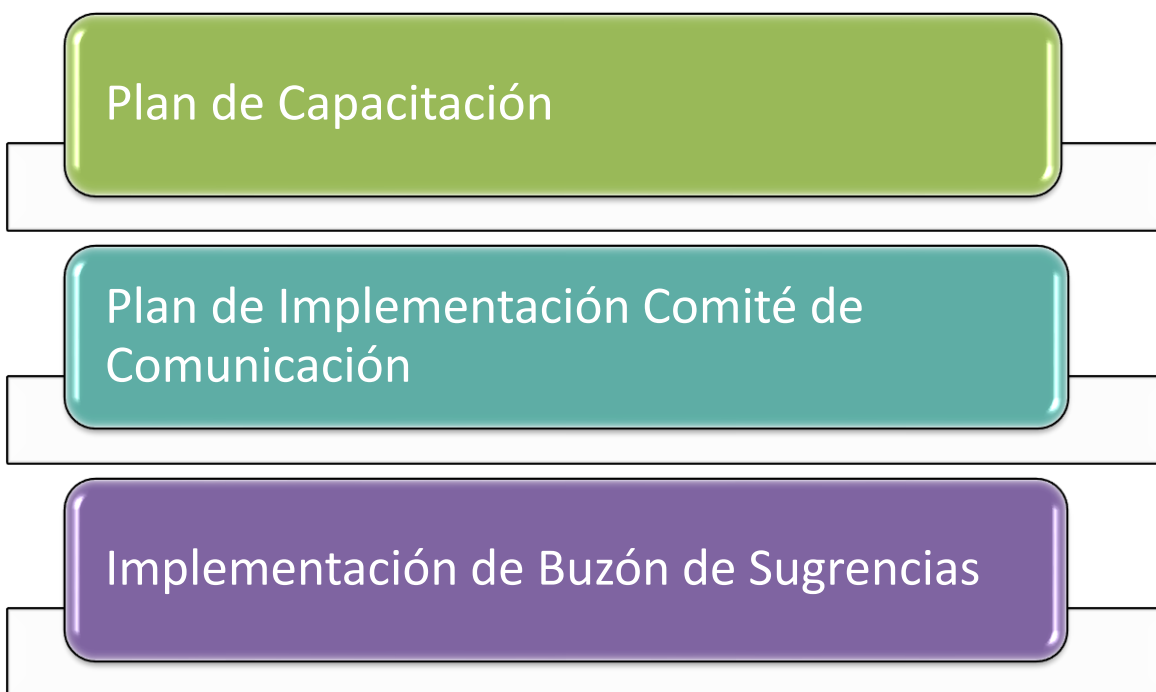 Plan de Capacitación
Plan de Implementación Comité de
Comunicación
Implementación de Buzón de Sugrencias